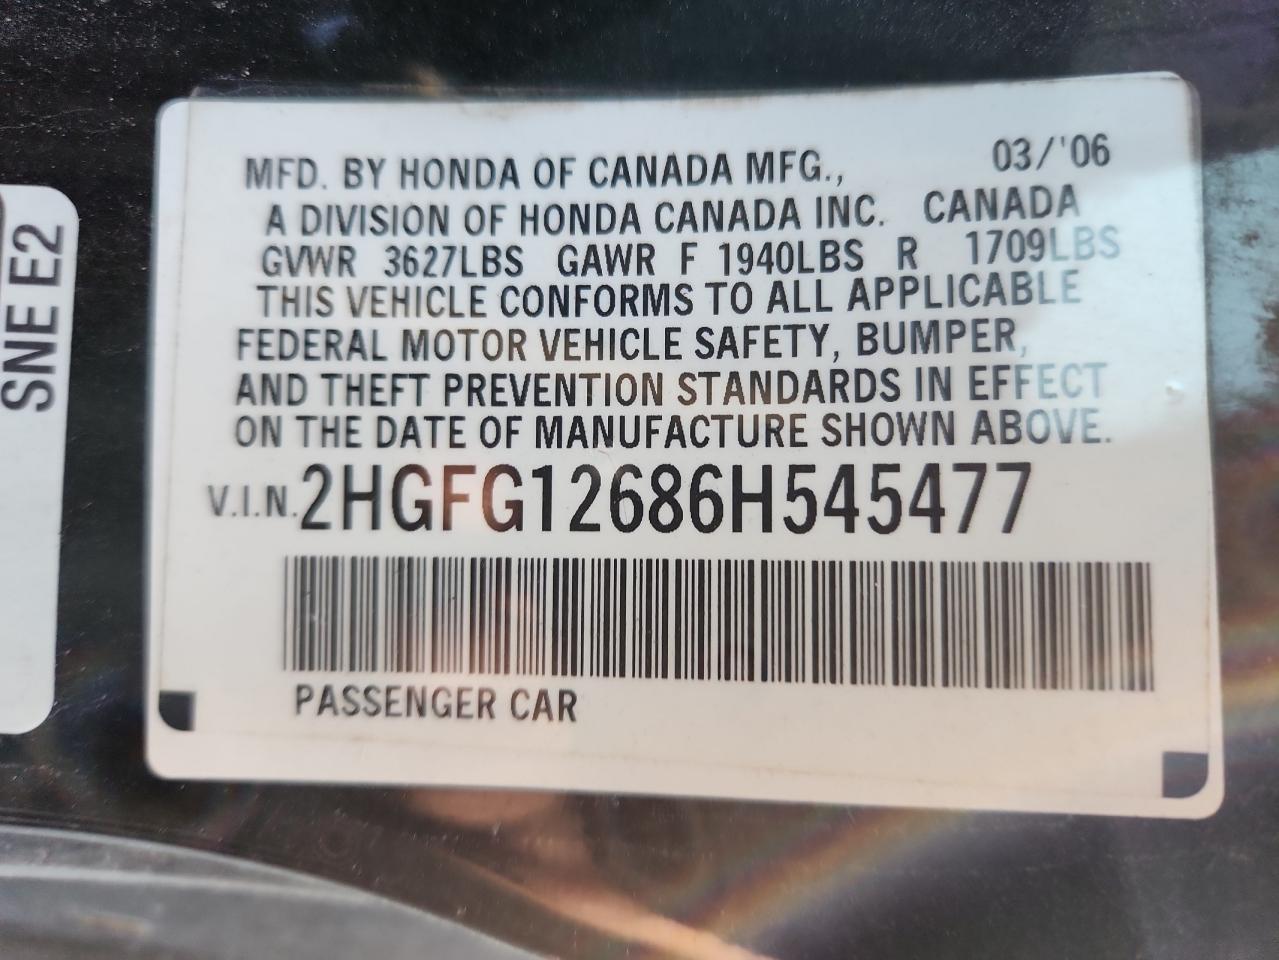 SNE E2
MFD. BY HONDA OF CANADA MFG., 03/'06
A DIVISION OF HONDA CANADA INC. CANADA
GVWR 3627LBS GAWR F 1940LBS R 1709LBS
THIS VEHICLE CONFORMS TO ALL APPLICABLE
FEDERAL MOTOR VEHICLE SAFETY, BUMPER,
AND THEFT PREVENTION STANDARDS IN EFFECT
ON THE DATE OF MANUFACTURE SHOWN ABOVE.
V.I.N. 2HGFG12686H545477
PASSENGER CAR